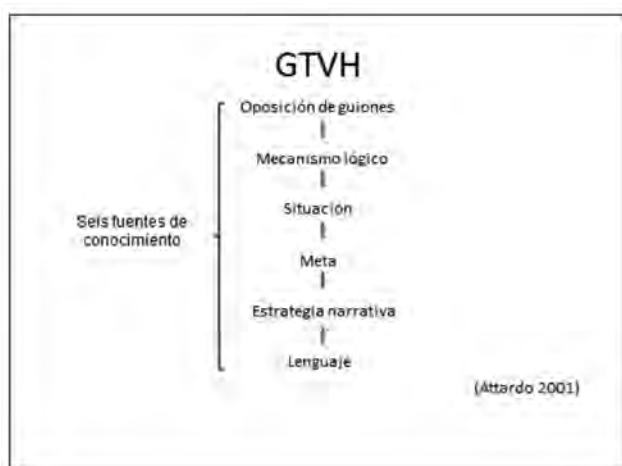 GTVH
Oposición de guiones
Mecanismo lógico
Situación
Seis fuentes de
conocimiento
Meta
Estrategia narrativa
Lenguaje
(Attardo 2001)